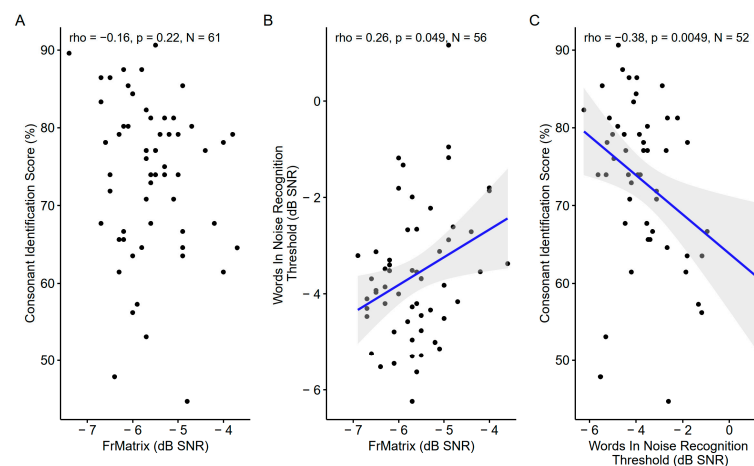 A
rho = −0.16, p = 0.22, N = 61
Consonant Identification Score (%)
90
80
70
60
50
− 7
− 6
− 5
− 4
FrMatrix (dB SNR)
B
rho = 0.26, p = 0.049, N = 56
Words In Noise Recognition
Threshold (dB SNR)
0
− 2
− 4
− 6
− 7
− 6
− 5
− 4
FrMatrix (dB SNR)
C
rho = −0.38, p = 0.0049, N = 52
Consonant Identification Score (%)
90
80
70
60
50
− 6
− 4
− 2
0
Words In Noise Recognition
Threshold (dB SNR)